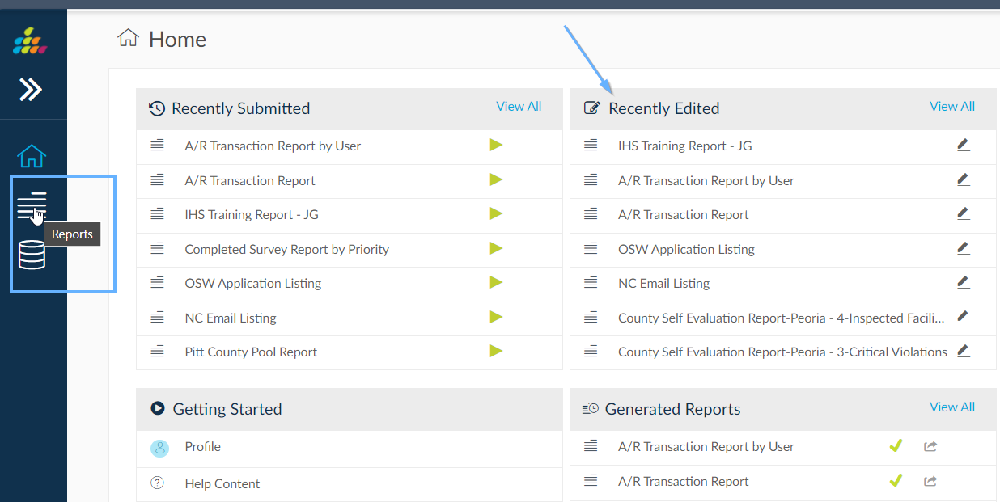 Home
Recently Submitted
View All
A/R Transaction Report by User
A/R Transaction Report
IHS Training Report - JG
Completed Survey Report by Priority
OSW Application Listing
NC Email Listing
Pitt County Pool Report
Recently Edited
View All
IHS Training Report - JG
A/R Transaction Report by User
A/R Transaction Report
OSW Application Listing
NC Email Listing
County Self Evaluation Report-Peoria - 4-Inspected Facili...
County Self Evaluation Report-Peoria - 3-Critical Violations
Reports
Getting Started
Profile
? Help Content
Generated Reports
View All
A/R Transaction Report by User
A/R Transaction Report